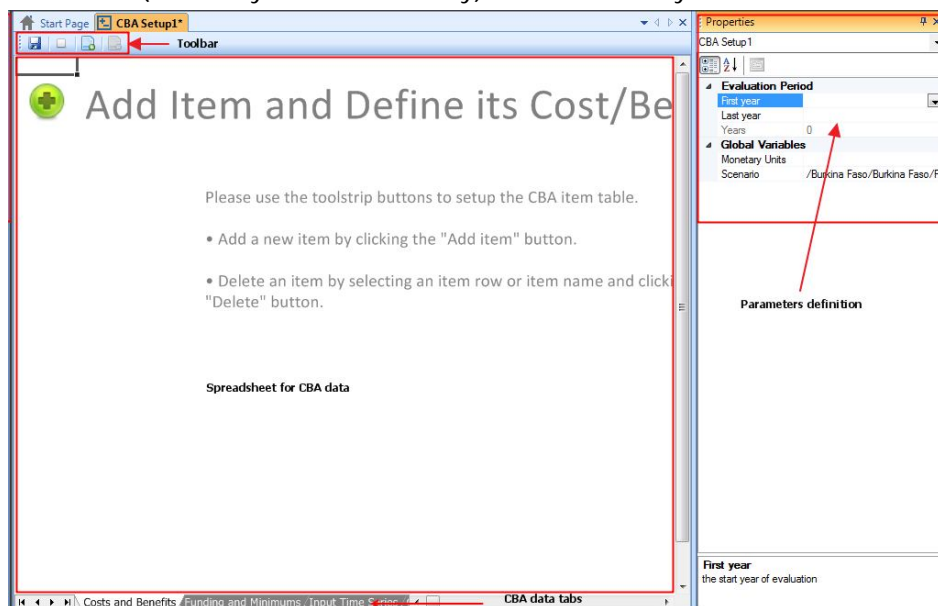 Start Page CBA Setup1*
Toolbar
Add Item and Define its Cost/Be
Please use the toolstrip buttons to setup the CBA item table.
• Add a new item by clicking the "Add item" button.
• Delete an item by selecting an item row or item name and clicki
"Delete" button.
Spreadsheet for CBA data
Costs and Benefits Funding and Minimums Input Time Series
CBA data tabs
Properties
CBA Setup1
Evaluation Period
First year
Last year
Years 0
Global Variables
Monetary Units
Scenario /Burkina Faso/Burkina Faso/F
Parameters definition
First year
the start year of evaluation